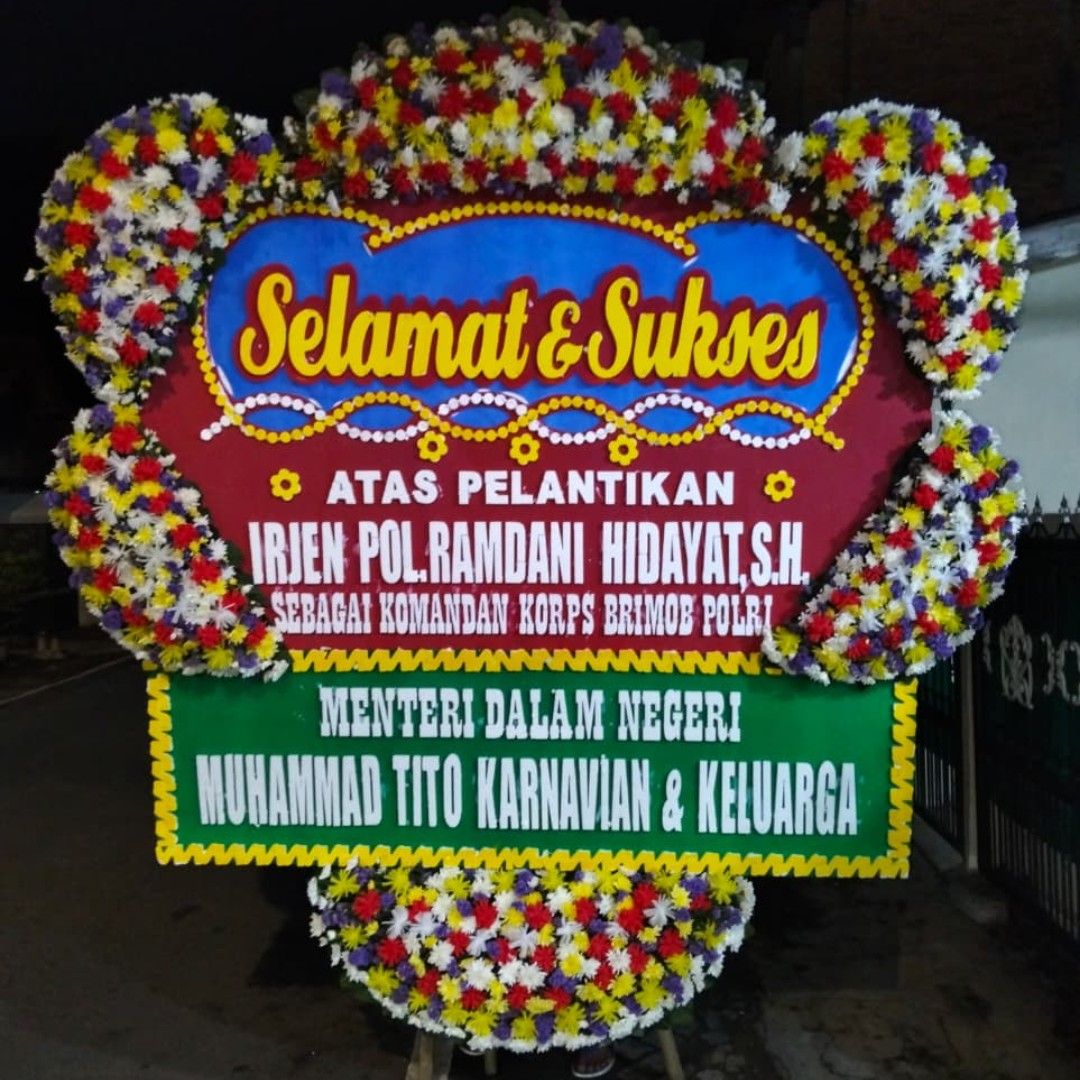 Selamat & Sukses
ATAS PELANTIKAN
IRJEN POL.RAMDANI HIDAYAT,S.H.
SEBAGAI KOMANDAN KORPS BRIMOB POLRI
MENTERI DALAM NEGERI
MUHAMMAD TITO KARNAVIAN & KELUARGA